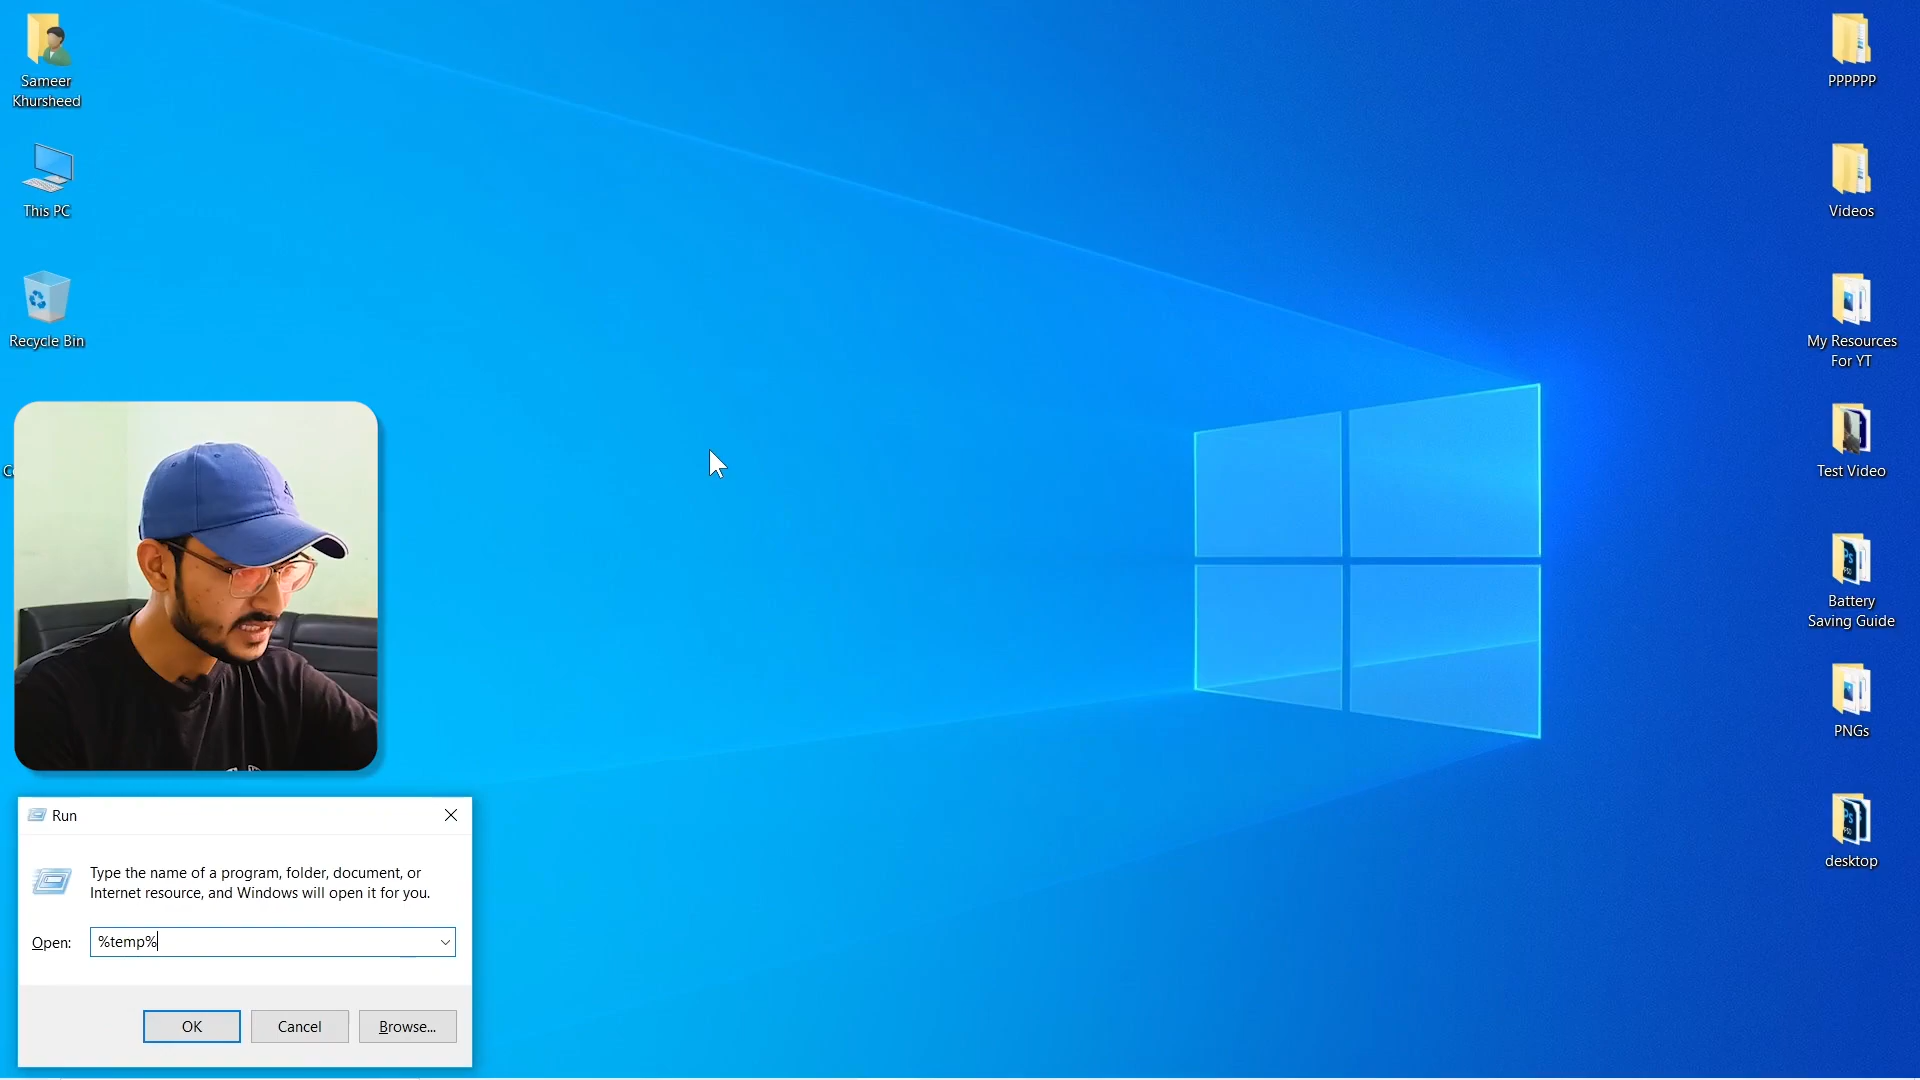 Sameer
Khursheed
This PC
Recycle Bin
PPPPPP
Videos
My Resources
For YT
Test Video
Battery
Saving Guide
PNGs
desktop
Run
Type the name of a program, folder, document, or
Internet resource, and Windows will open it for you.
Open: %temp%
OK Cancel Browse...